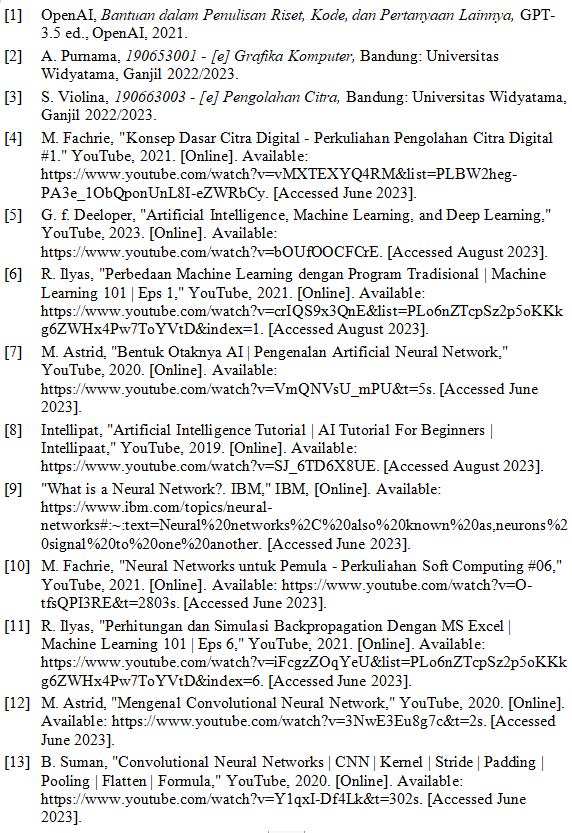 [1] OpenAI, Bantuan dalam Penulisan Riset, Kode, dan Pertanyaan Lainnya, GPT-
3.5 ed., OpenAI, 2021.
[2] A. Purnama, 190653001 - [e] Grafika Komputer, Bandung: Universitas
Widyatama, Ganjil 2022/2023.
[3] S. Violina, 190663003 - [e] Pengolahan Citra, Bandung: Universitas Widyatama,
Ganjil 2022/2023.
[4] M. Fachrie, "Konsep Dasar Citra Digital - Perkuliahan Pengolahan Citra Digital
#1." YouTube, 2021. [Online]. Available:
https://www.youtube.com/watch?v=vMXTEXYQ4RM&list=PLBW2heg-
PA3e_1ObQponUnL8I-eZWRbCy. [Accessed June 2023].
[5] G. f. Deeloper, "Artificial Intelligence, Machine Learning, and Deep Learning,"
YouTube, 2023. [Online]. Available:
https://www.youtube.com/watch?v=bOUfOOCFCrE. [Accessed August 2023].
[6] R. Ilyas, "Perbedaan Machine Learning dengan Program Tradisional | Machine
Learning 101 | Eps 1," YouTube, 2021. [Online]. Available:
https://www.youtube.com/watch?v=crIQS9x3QnE&list=PLo6nZTcpSz2p5oKKk
g6ZWHx4Pw7ToYVtD&index=1. [Accessed August 2023].
[7] M. Astrid, "Bentuk Otaknya AI | Pengenalan Artificial Neural Network,"
YouTube, 2020. [Online]. Available:
https://www.youtube.com/watch?v=VmQNVsU_mPU&t=5s. [Accessed June
2023].
[8] Intellipat, "Artificial Intelligence Tutorial | AI Tutorial For Beginners |
Intellipaat," YouTube, 2019. [Online]. Available:
https://www.youtube.com/watch?v=SJ_6TD6X8UE. [Accessed August 2023].
[9] "What is a Neural Network?. IBM," IBM, [Online]. Available:
https://www.ibm.com/topics/neural-
networks#:~:text=Neural%20networks%2C%20also%20known%20as,neurons%2
0signal%20to%20one%20another. [Accessed June 2023].
[10] M. Fachrie, "Neural Networks untuk Pemula - Perkuliahan Soft Computing #06,"
YouTube, 2021. [Online]. Available: https://www.youtube.com/watch?v=O-
tfsQPI3RE&t=2803s. [Accessed June 2023].
[11] R. Ilyas, "Perhitungan dan Simulasi Backpropagation Dengan MS Excel |
Machine Learning 101 | Eps 6," YouTube, 2021. [Online]. Available:
https://www.youtube.com/watch?v=iFcgzZOqYeU&list=PLo6nZTcpSz2p5oKKk
g6ZWHx4Pw7ToYVtD&index=6. [Accessed June 2023].
[12] M. Astrid, "Mengenal Convolutional Neural Network," YouTube, 2020. [Online].
Available: https://www.youtube.com/watch?v=3NwE3Eu8g7c&t=2s. [Accessed
June 2023].
[13] B. Suman, "Convolutional Neural Networks | CNN | Kernel | Stride | Padding |
Pooling | Flatten | Formula," YouTube, 2020. [Online]. Available:
https://www.youtube.com/watch?v=Y1qxI-Df4Lk&t=302s. [Accessed June
2023].